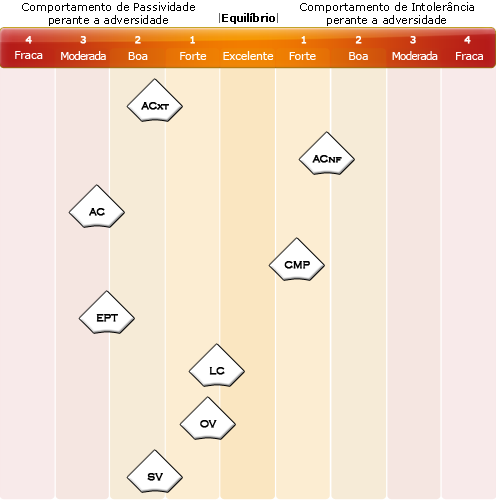 Comportamento de Passividade
perante a adversidade
|Equilíbrio|
Comportamento de Intolerância
perante a adversidade
4 3 2 1 1 2 3 4
Fraca Moderada Boa Forte Excelente Forte Boa Moderada Fraca
ACXT
ACNF
AC
CMP
EPT
LC
OV
SV